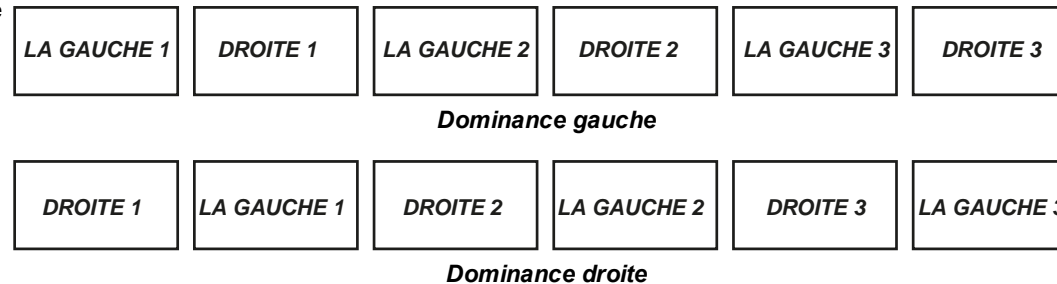 LA GAUCHE 1 DROITE 1 LA GAUCHE 2 DROITE 2 LA GAUCHE 3 DROITE 3
Dominance gauche
DROITE 1 LA GAUCHE 1 DROITE 2 LA GAUCHE 2 DROITE 3 LA GAUCHE 3
Dominance droite